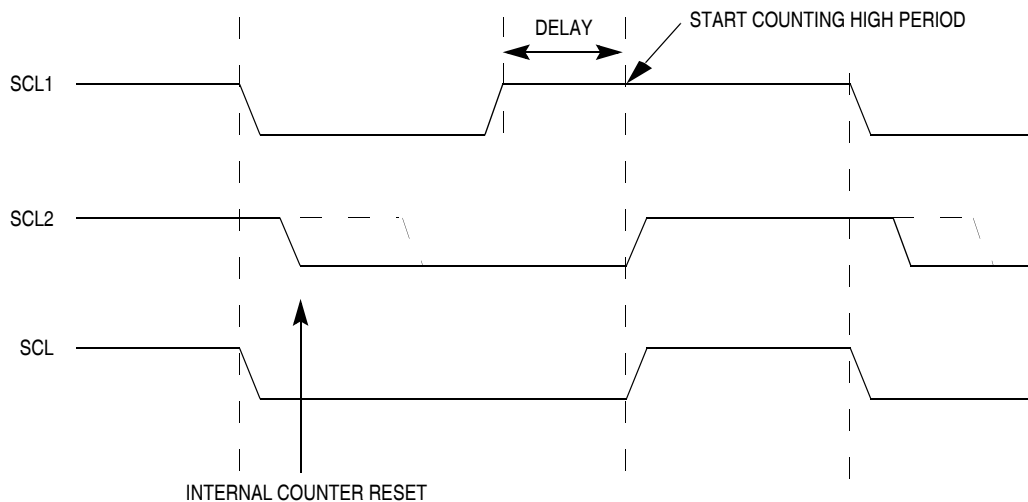 START COUNTING HIGH PERIOD
DELAY
SCL1
SCL2
SCL
INTERNAL COUNTER RESET